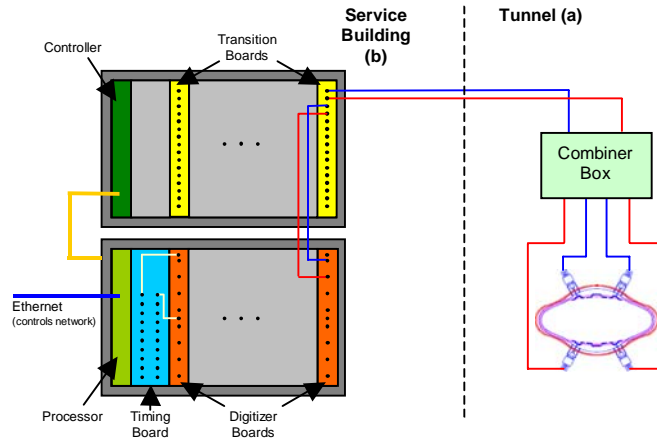 Service
Building
(b)
Tunnel (a)
Controller
Transition
Boards
Combiner
Box
Ethernet
(controls network)
Processor
Timing
Board
Digitizer
Boards